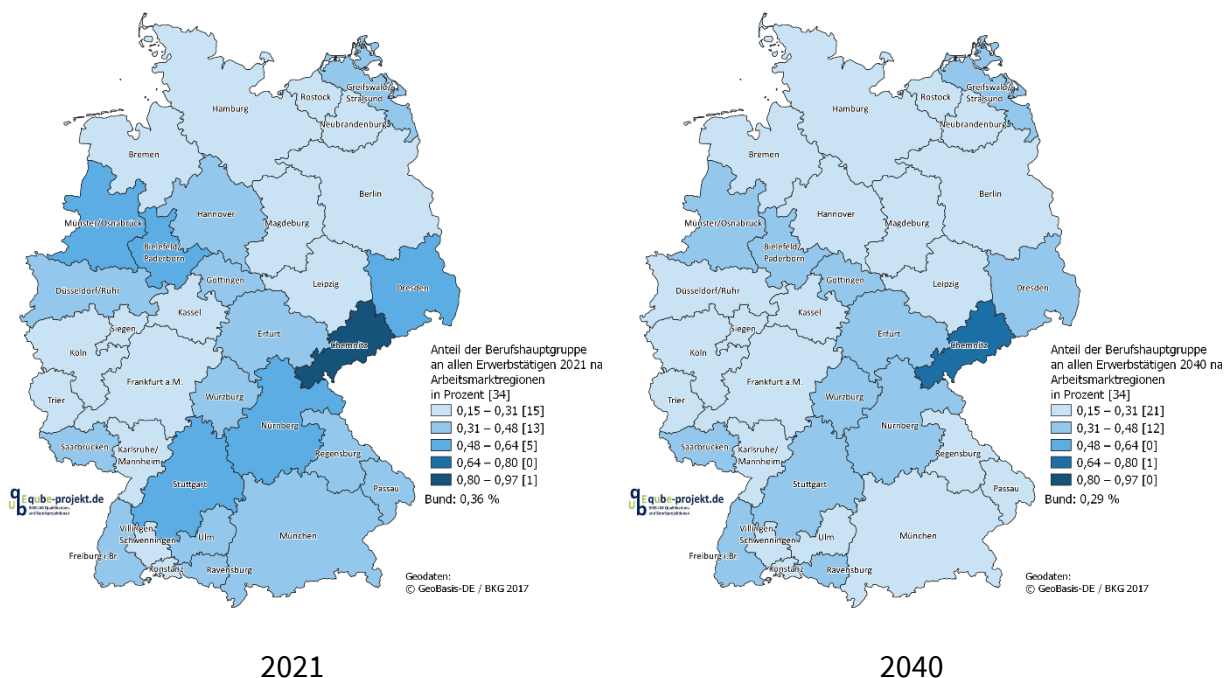 Hamburg
Rostock
Greifswald/
Stralsund
Neubrandenburg
Bremen
Berlin
Hannover
Magdeburg
Münster/Osnabrück
Bielefeld/
Paderborn
Göttingen
Leipzig
Dresden
Düsseldorf/Ruhr
Kassel
Siegen
Erfurt
Chemnitz
Köln
Frankfurt a.M.
Trier
Würzburg
Nürnberg
Saarbrücken
Karlsruhe/
Mannheim
Regensburg
Stuttgart
Passau
Villingen-
Schwenningen
Ulm
München
Freiburg i.Br.
Konstanz
Ravensburg
Anteil der Berufshauptgruppe
an allen Erwerbstätigen 2021 na
Arbeitsmarktregionen
in Prozent [34]
0,15 – 0,31 [15]
0,31 – 0,48 [13]
0,48 – 0,64 [5]
0,64 – 0,80 [0]
0,80 – 0,97 [1]
Bund: 0,36 %
qube-projekt.de
Geodaten:
© GeoBasis-DE / BKG 2017
2021
Hamburg
Rostock
Greifswald/
Stralsund
Neubrandenburg
Bremen
Berlin
Hannover
Magdeburg
Münster/Osnabrück
Bielefeld/
Paderborn
Göttingen
Leipzig
Dresden
Düsseldorf/Ruhr
Kassel
Siegen
Erfurt
Chemnitz
Köln
Frankfurt a.M.
Trier
Würzburg
Nürnberg
Saarbrücken
Karlsruhe/
Mannheim
Regensburg
Stuttgart
Passau
Villingen-
Schwenningen
Ulm
München
Freiburg i.Br.
Konstanz
Ravensburg
Anteil der Berufshauptgruppe
an allen Erwerbstätigen 2040 na
Arbeitsmarktregionen
in Prozent [34]
0,15 – 0,31 [21]
0,31 – 0,48 [12]
0,48 – 0,64 [0]
0,64 – 0,80 [1]
0,80 – 0,97 [0]
Bund: 0,29 %
qube-projekt.de
Geodaten:
© GeoBasis-DE / BKG 2017
2040